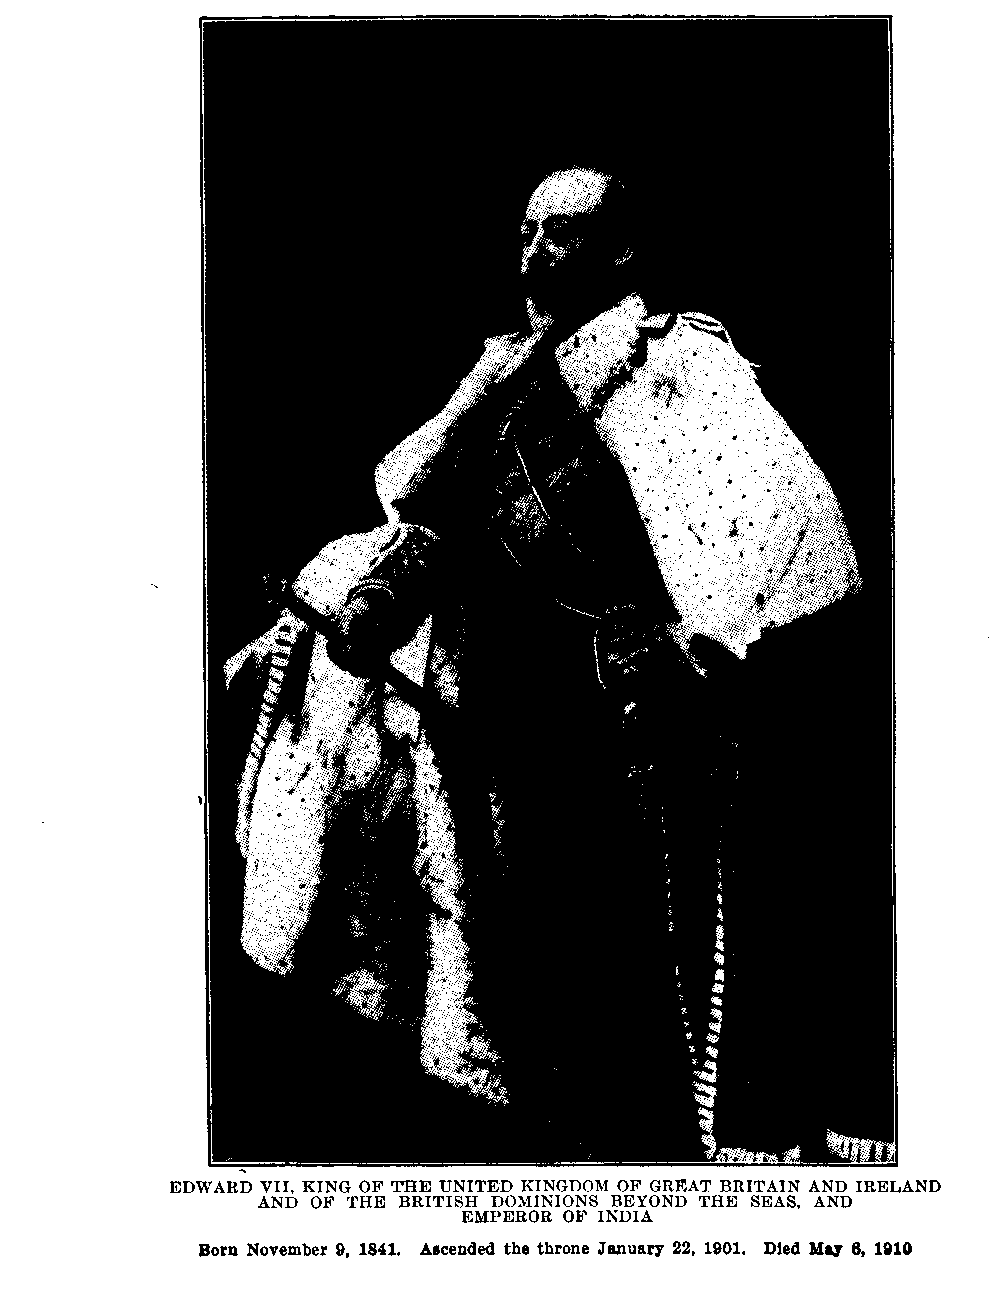 EDWARD VII, KING OF THE UNITED KINGDOM OF GREAT BRITAIN AND IRELAND
AND OF THE BRITISH DOMINIONS BEYOND THE SEAS, AND
EMPEROR OF INDIA
Born November 9, 1841. Ascended the throne January 22, 1901. Died May 6, 1910